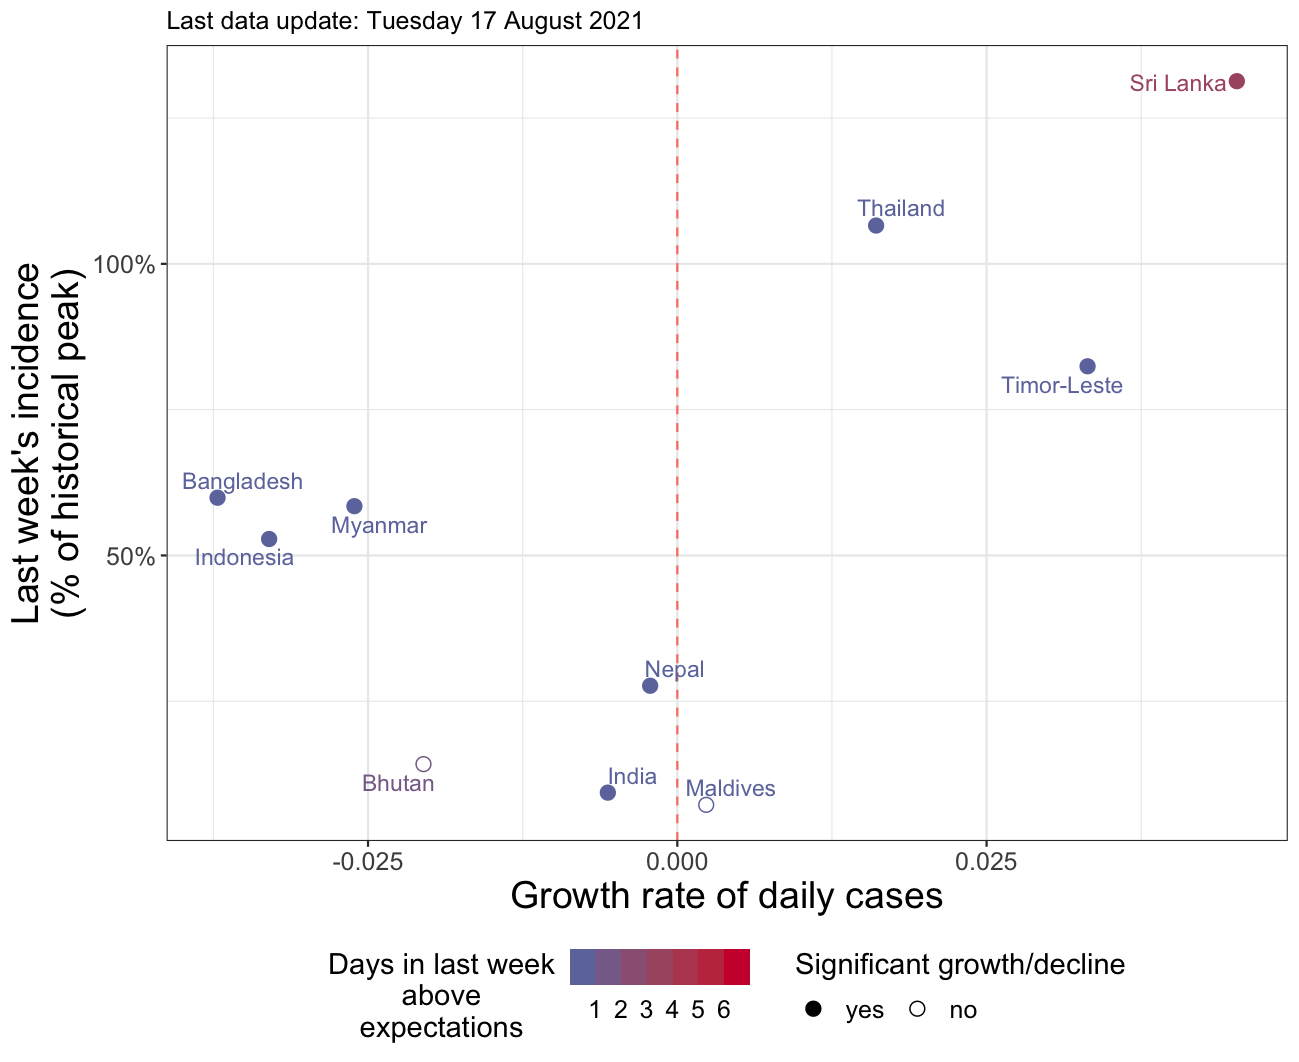 Last data update: Tuesday 17 August 2021
Sri Lanka
Thailand
100%
Timor-Leste
Last week's incidence
(% of historical peak)
Bangladesh
Myanmar
Indonesia
50%
Nepal
Bhutan
India
Maldives
-0.025 0.000 0.025
Growth rate of daily cases
Days in last week
above
expectations
1 2 3 4 5 6
Significant growth/decline
yes no